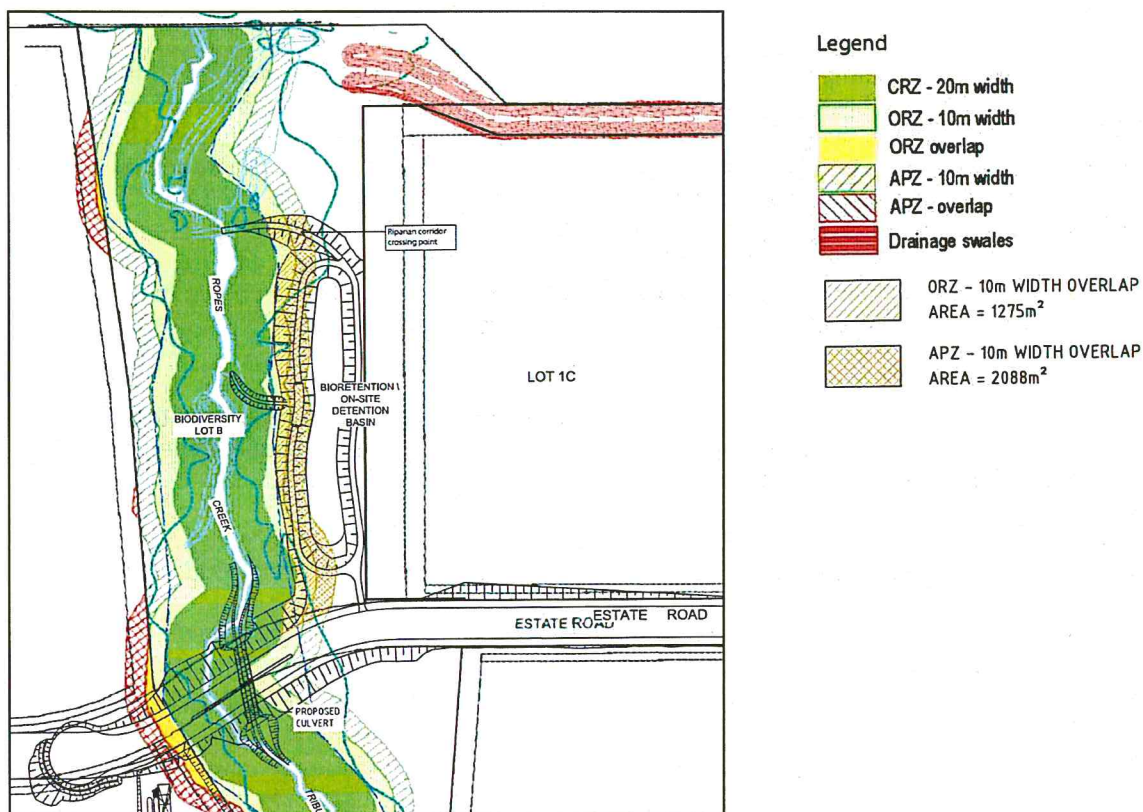 Legend
CRZ - 20m width
ORZ - 10m width
ORZ overlap
APZ - 10m width
APZ - overlap
Drainage swales
ORZ - 10m WIDTH OVERLAP
AREA = 1275m²
APZ - 10m WIDTH OVERLAP
AREA = 2088m²
Riparian corridor
crossing point
ROPES
LOT 1C
BIORETENTION \
ON-SITE
DETENTION
BASIN
BIODIVERSITY
LOT B
CREEK
ESTATE ROAD
ESTATE ROAD
PROPOSED
CULVERT
TRIBU